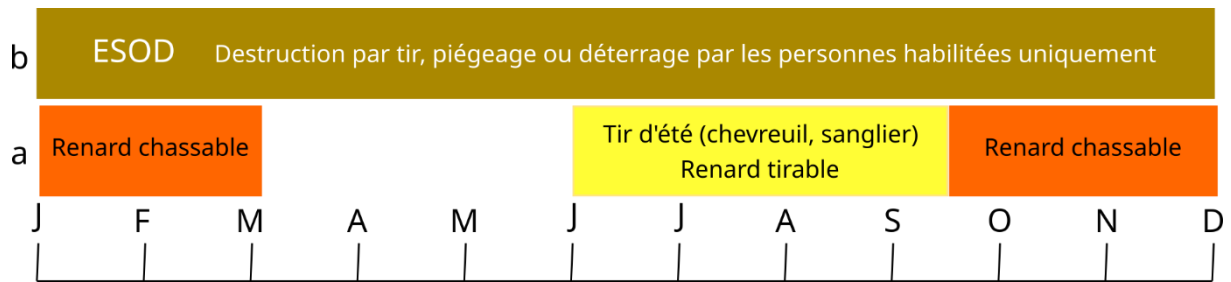 b ESOD Destruction par tir, piégeage ou déterrage par les personnes habilitées uniquement
a Renard chassable
Tir d'été (chevreuil, sanglier)
Renard tirable
Renard chassable
J F M A M J J A S O N D